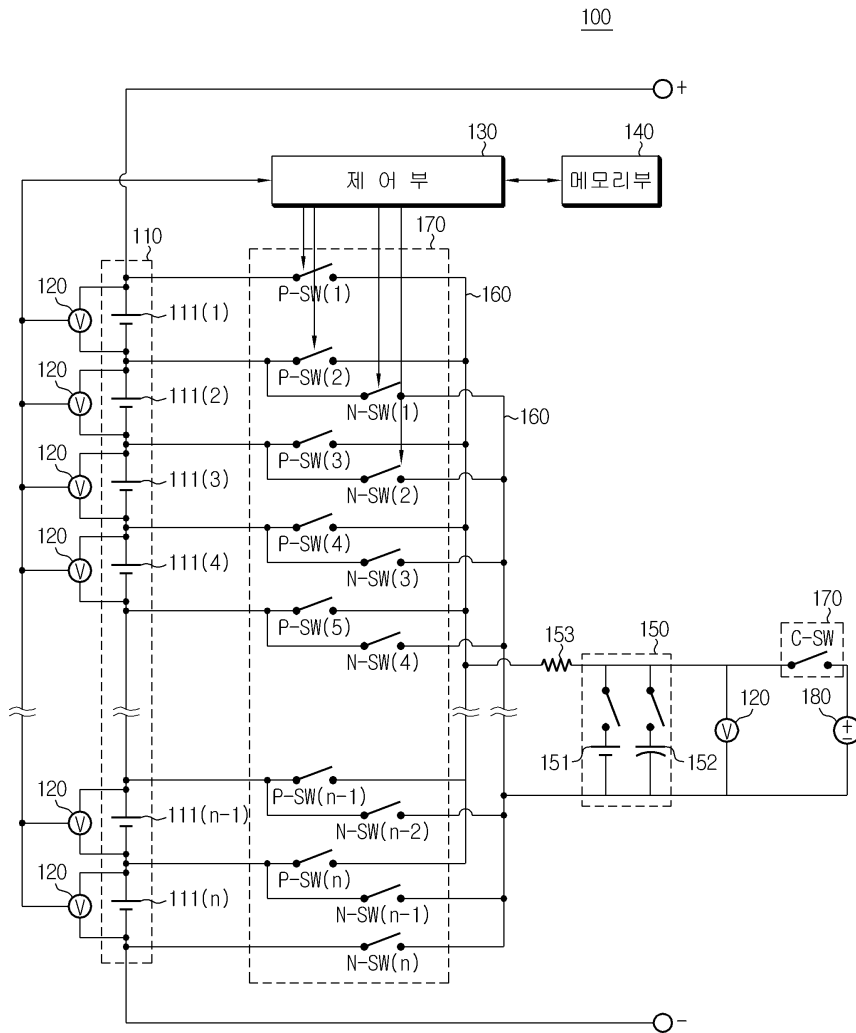 100
+
130
140
제 어 부
메모리부
110
170
120
P-SW(1)
160
111(1)
120
P-SW(2)
111(2)
N-SW(1)
160
120
P-SW(3)
111(3)
N-SW(2)
120
P-SW(4)
111(4)
N-SW(3)
P-SW(5)
N-SW(4)
153
150
170
C-SW
120
180
151
152
120
P-SW(n-1)
111(n-1)
N-SW(n-2)
120
P-SW(n)
111(n)
N-SW(n-1)
N-SW(n)
−
V
V
V
V
V
V
V
+
−